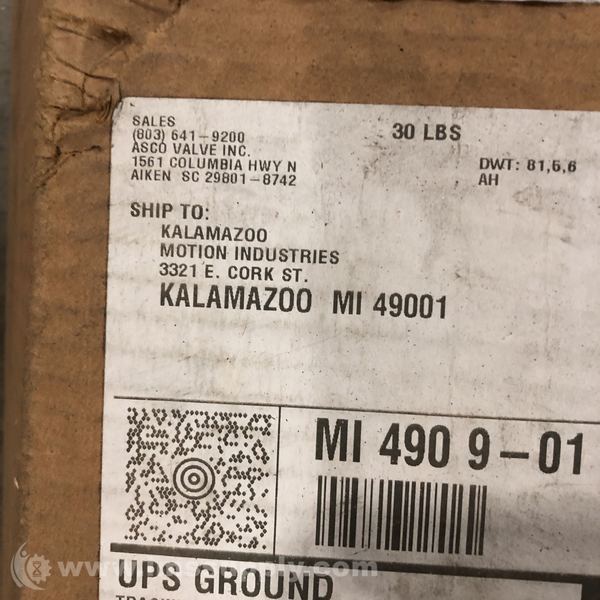 SALES
(803) 641-9200
ASCO VALVE INC.
1561 COLUMBIA HWY N
AIKEN SC 29801-8742
30 LBS
DWT: 81,6,6
AH
SHIP TO:
KALAMAZOO
MOTION INDUSTRIES
3321 E. CORK ST.
KALAMAZOO MI 49001
MI 490 9-01
UPS GROUND